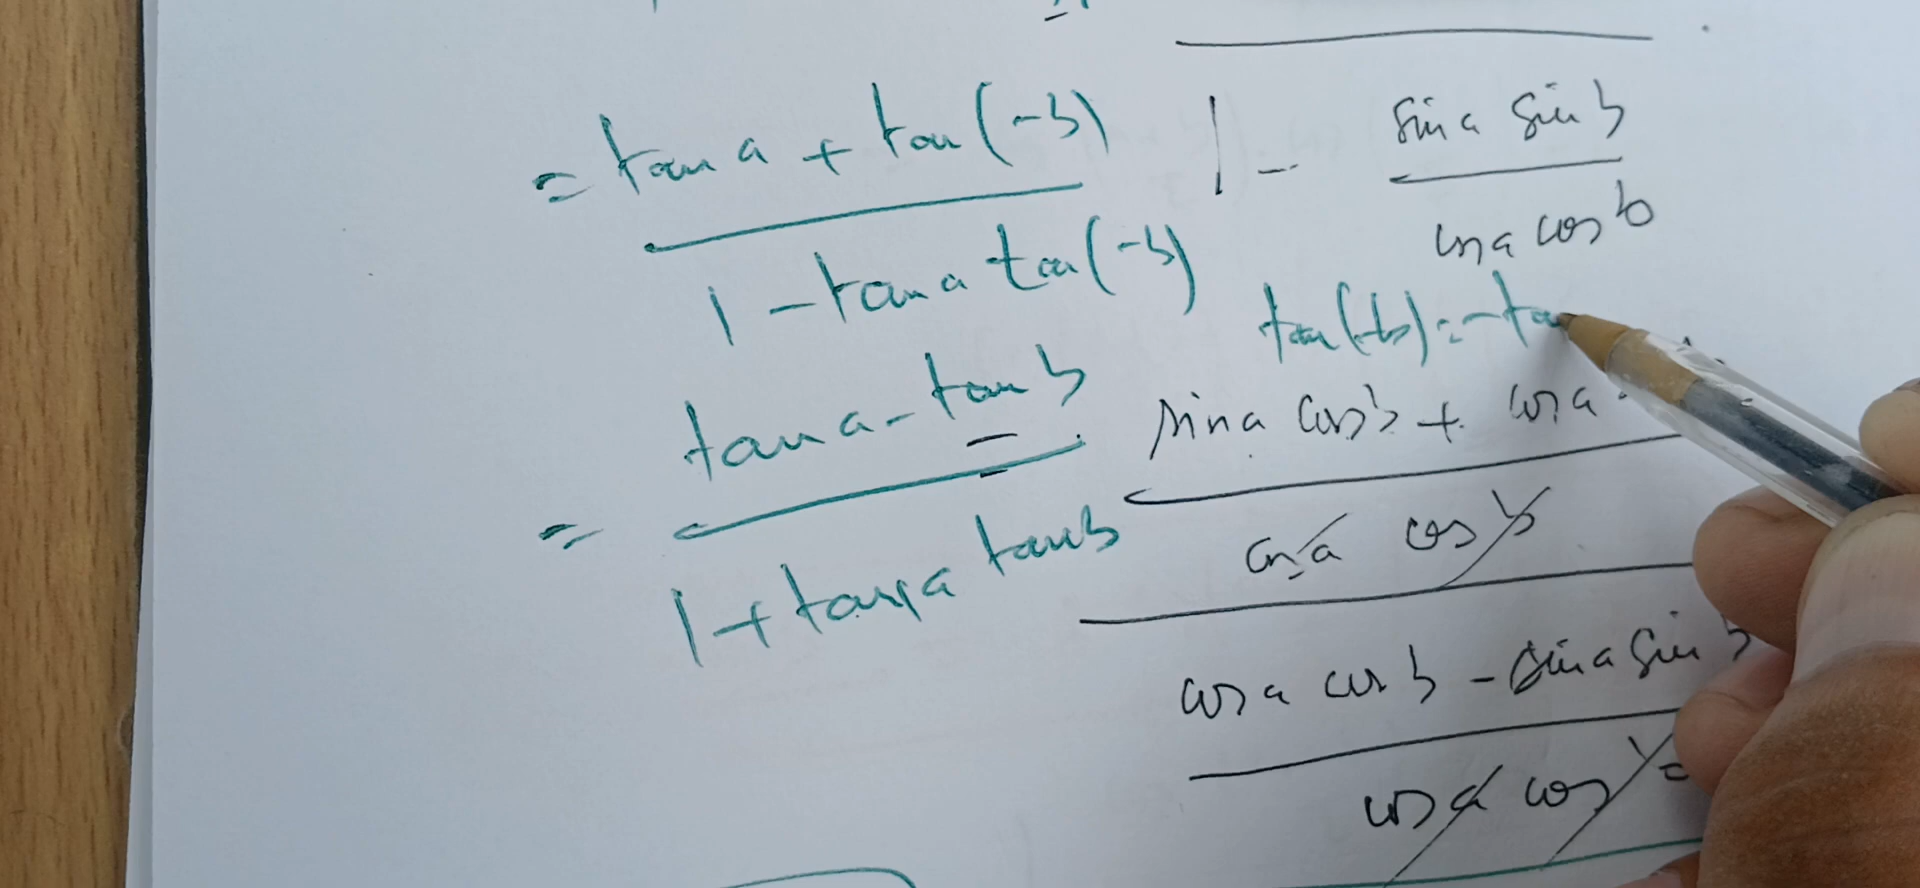 = tan a + tan (-b)
1 - tan a tan (-b)
= tan a - tan b
1 + tan a tan b
1 - sin a sin b
cos a cos b
tan (-b) = - tan
sin a cos b + cos a
cos a cos b
cos a cos b - sin a sin b
cos a cos b =